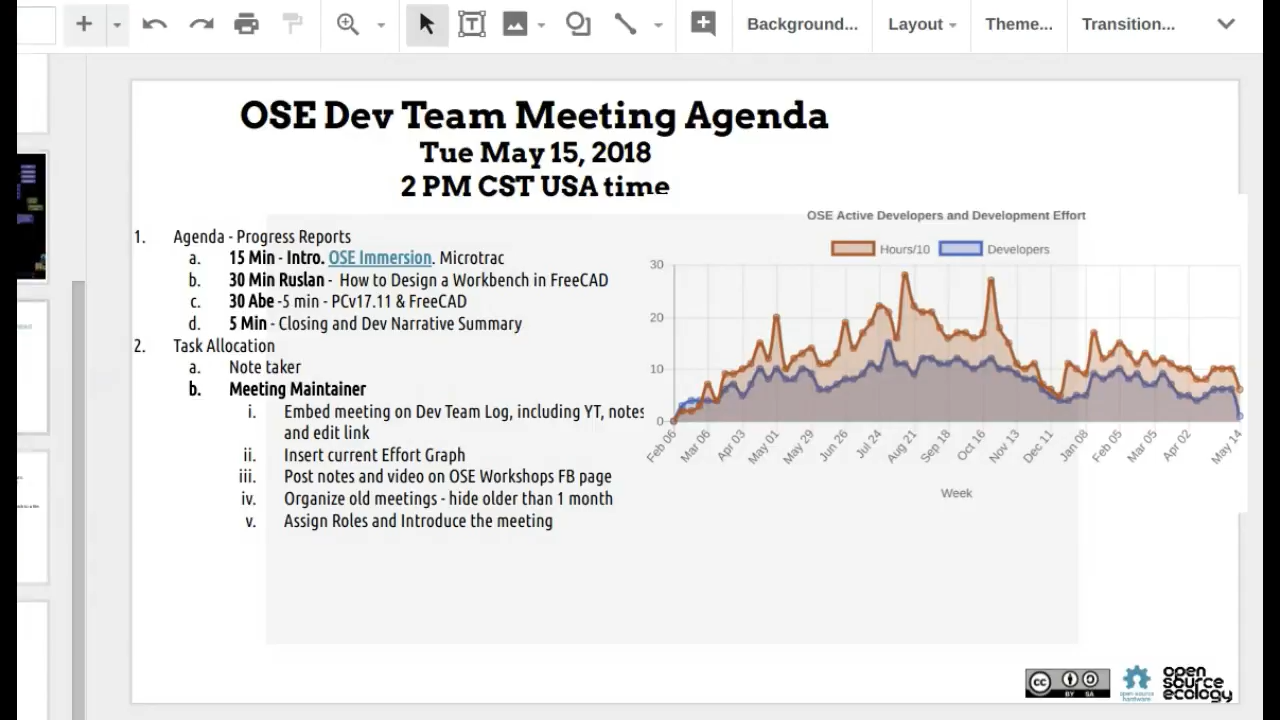 Background...
Layout
Theme...
Transition...
OSE Dev Team Meeting Agenda
Tue May 15, 2018
2 PM CST USA time
1. Agenda - Progress Reports
a. 15 Min - Intro. OSE Immersion. Microtrac
b. 30 Min Ruslan - How to Design a Workbench in FreeCAD
c. 30 Abe -5 min - PCv17.11 & FreeCAD
d. 5 Min - Closing and Dev Narrative Summary
2. Task Allocation
a. Note taker
b. Meeting Maintainer
i. Embed meeting on Dev Team Log, including YT, notes
and edit link
ii. Insert current Effort Graph
iii. Post notes and video on OSE Workshops FB page
iv. Organize old meetings - hide older than 1 month
v. Assign Roles and Introduce the meeting
OSE Active Developers and Development Effort
Hours/10 Developers
30
20
10
0
Feb 06 Mar 06 Apr 03 May 01 May 29 Jun 26 Jul 24 Aug 21 Sep 18 Oct 16 Nov 13 Dec 11 Jan 08 Feb 05 Mar 05 Apr 02 May 14
Week
cc BY SA
open source hardware
open
source
ecology